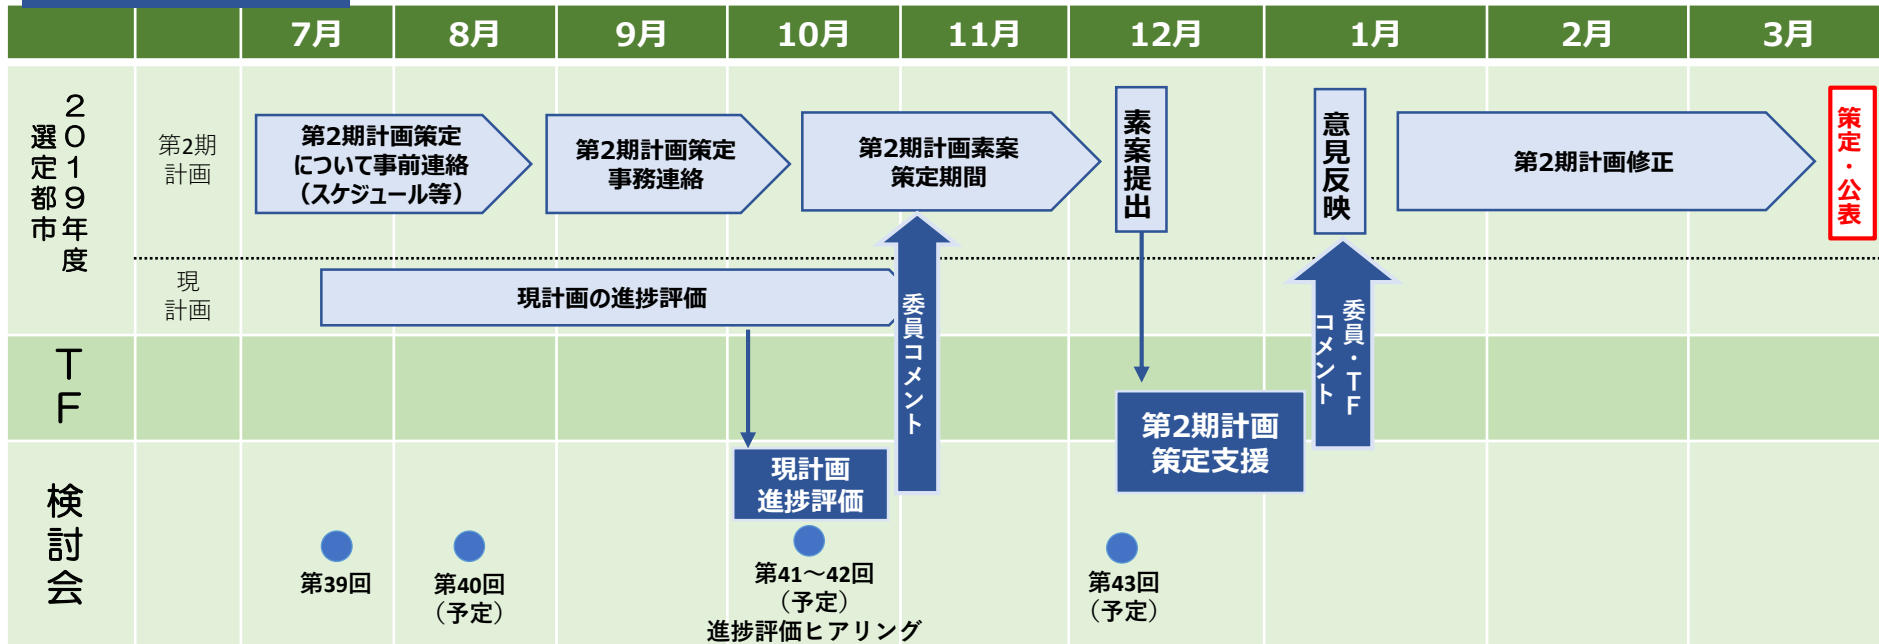 7月
8月
9月
10月
11月
12月
1月
2月
3月
２０１９年度
選定都市
第2期
計画
第2期計画策定
について事前連絡
（スケジュール等）
第2期計画策定
事務連絡
第2期計画素案
策定期間
素案提出
意見反映
第2期計画修正
策定・公表
現
計画
現計画の進捗評価
委員コメント
委員・TF
コメント
TF
第2期計画
策定支援
検討会
現計画
進捗評価
第39回
第40回
（予定）
第41～42回
（予定）
進捗評価ヒアリング
第43回
（予定）